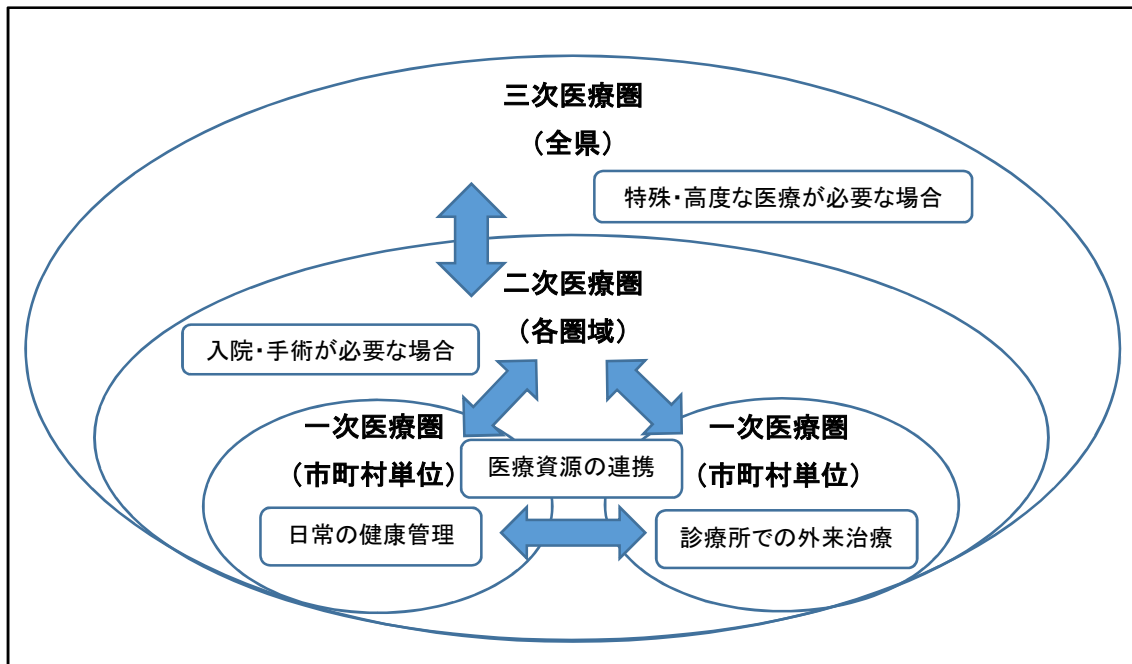 三次医療圏
（全県）
特殊・高度な医療が必要な場合
二次医療圏
（各圏域）
入院・手術が必要な場合
一次医療圏
（市町村単位）
一次医療圏
（市町村単位）
医療資源の連携
日常の健康管理
診療所での外来治療